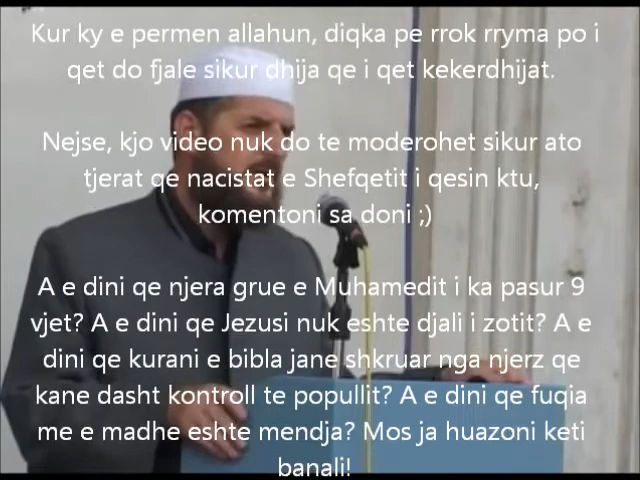 Kur ky e permen allahun, diqka pe rrok rryma po i
qet do fjale sikur dhija qe i qet kekerdhijat.
Nejse, kjo video nuk do te moderohet sikur ato
tjerat qe nacistat e Shefqetit i qesin ktu,
komentoni sa doni ;)
A e dini qe njera grue e Muhamedit i ka pasur 9
vjet? A e dini qe Jezusi nuk eshte djali i zotit? A e
dini qe kurani e bibla jane shkruar nga njerz qe
kane dasht kontroll te popullit? A e dini qe fuqia
me e madhe eshte mendja? Mos ja huazoni keti
banali!